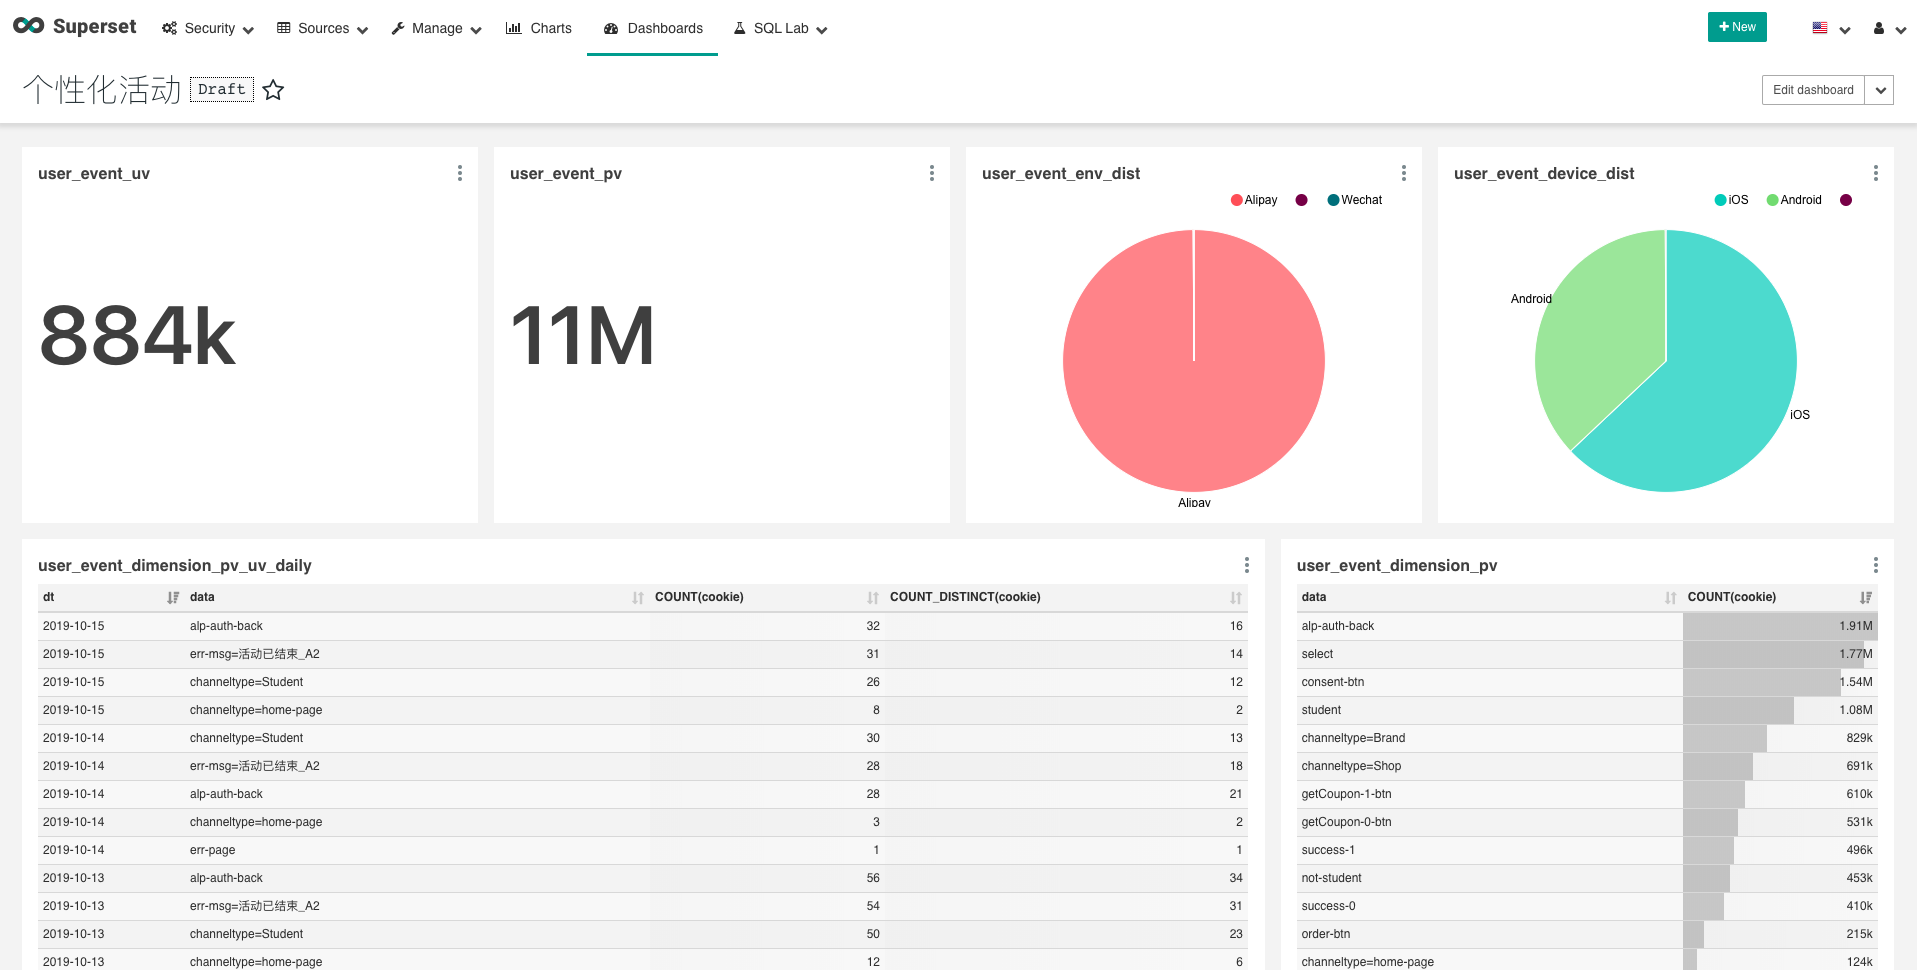 Superset Security Sources Manage Charts Dashboards SQL Lab + New
个性化活动 Draft Edit dashboard
user_event_uv
884k
user_event_pv
11M
user_event_env_dist
Alipay Wechat
Alipay
user_event_device_dist
iOS Android
Android
iOS
user_event_dimension_pv_uv_daily
dt data COUNT(cookie) COUNT_DISTINCT(cookie)
2019-10-15 alp-auth-back 32 16
2019-10-15 err-msg=活动已结束_A2 31 14
2019-10-15 channeltype=Student 26 12
2019-10-15 channeltype=home-page 8 2
2019-10-14 channeltype=Student 30 13
2019-10-14 err-msg=活动已结束_A2 28 18
2019-10-14 alp-auth-back 28 21
2019-10-14 channeltype=home-page 3 2
2019-10-14 err-page 1 1
2019-10-13 alp-auth-back 56 34
2019-10-13 err-msg=活动已结束_A2 54 31
2019-10-13 channeltype=Student 50 23
2019-10-13 channeltype=home-page 12 6
user_event_dimension_pv
data COUNT(cookie)
alp-auth-back 1.91M
select 1.77M
consent-btn 1.54M
student 1.08M
channeltype=Brand 829k
channeltype=Shop 691k
getCoupon-1-btn 610k
getCoupon-0-btn 531k
success-1 496k
not-student 453k
success-0 410k
order-btn 215k
channeltype=home-page 124k